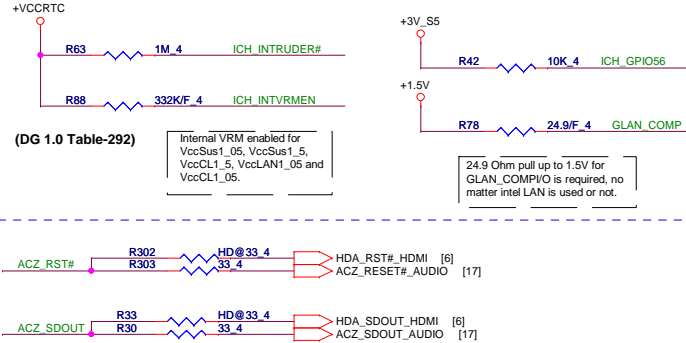 +VCCRTC
R63 1M_4 ICH_INTRUDER#
R88 332K/F_4 ICH_INTVRMEN
(DG 1.0 Table-292)
Internal VRM enabled for
VccSus1_05, VccSus1_5,
VccCL1_5, VccLAN1_05 and
VccCL1_05.
+3V_S5
R42 10K_4 ICH_GPIO56
+1.5V
R78 24.9/F_4 GLAN_COMP
24.9 Ohm pull up to 1.5V for
GLAN_COMPI/O is required, no
matter intel LAN is used or not.
ACZ_RST#
R302 HD@33_4 HDA_RST#_HDMI [6]
R303 33_4 ACZ_RESET#_AUDIO [17]
ACZ_SDOUT
R33 HD@33_4 HDA_SDOUT_HDMI [6]
R30 33_4 ACZ_SDOUT_AUDIO [17]